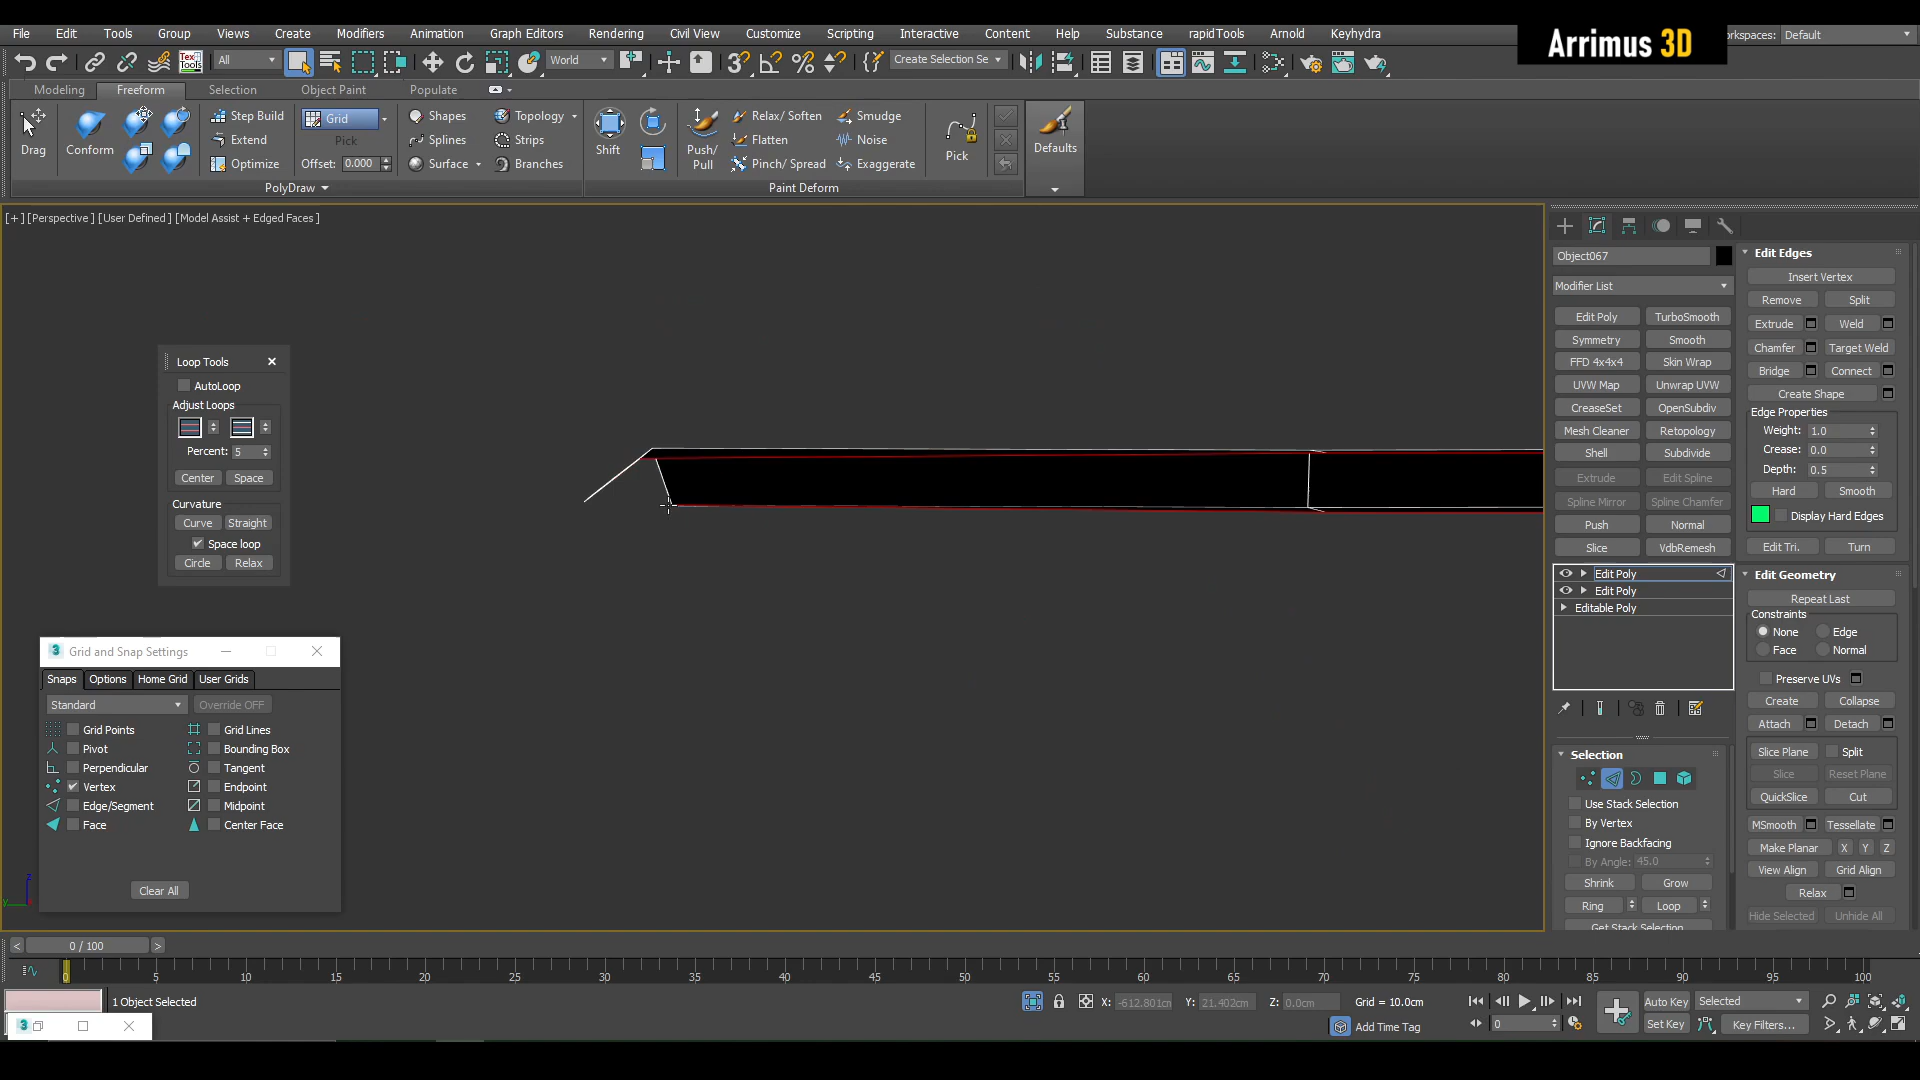 File Edit Tools Group Views Create Modifiers Animation Graph Editors Rendering Civil View Customize Scripting Interactive Content Help Substance rapidTools Arnold Keyhydra
Arrimus 3D
orkspaces: Default
Text Tools All World Create Selection Se
Modeling Freeform Selection Object Paint Populate
Drag
Conform
Step Build
Extend
Optimize
Grid
Pick
Offset: 0.000
Shapes
Splines
Surface
Topology
Strips
Branches
PolyDraw
Shift
Push/
Pull
Relax/ Soften
Flatten
Pinch/ Spread
Smudge
Noise
Exaggerate
Paint Deform
Pick
Defaults
[+] [Perspective ] [User Defined ] [Model Assist + Edged Faces ]
Loop Tools
AutoLoop
Adjust Loops
Percent: 5
Center Space
Curvature
Curve Straight
Space loop
Circle Relax
3 Grid and Snap Settings
Snaps Options Home Grid User Grids
Standard Override OFF
Grid Points Grid Lines
Pivot Bounding Box
Perpendicular Tangent
Vertex Endpoint
Edge/Segment Midpoint
Face Center Face
Clear All
z
y
Object067
Modifier List
Edit Poly TurboSmooth
Symmetry Smooth
FFD 4x4x4 Skin Wrap
UVW Map Unwrap UVW
CreaseSet OpenSubdiv
Mesh Cleaner Retopology
Shell Subdivide
Extrude Edit Spline
Spline Mirror Spline Chamfer
Push Normal
Slice VdbRemesh
Edit Poly
Edit Poly
Editable Poly
Selection
Use Stack Selection
By Vertex
Ignore Backfacing
By Angle: 45.0
Shrink Grow
Ring Loop
Get Stack Selection
Edit Edges
Insert Vertex
Remove Split
Extrude Weld
Chamfer Target Weld
Bridge Connect
Create Shape
Edge Properties
Weight: 1.0
Crease: 0.0
Depth: 0.5
Hard Smooth
Display Hard Edges
Edit Tri. Turn
Edit Geometry
Repeat Last
Constraints
None Edge
Face Normal
Preserve UVs
Create Collapse
Attach Detach
Slice Plane Split
Slice Reset Plane
QuickSlice Cut
MSmooth Tessellate
Make Planar X Y Z
View Align Grid Align
Relax
Hide Selected Unhide All
< 0 / 100 >
0 5 10 15 20 25 30 35 40 45 50 55 60 65 70 75 80 85 90 95 100
1 Object Selected
X: -612.801cm Y: 21.402cm Z: 0.0cm Grid = 10.0cm
Add Time Tag
0
Auto Key Selected
Set Key Key Filters...
3